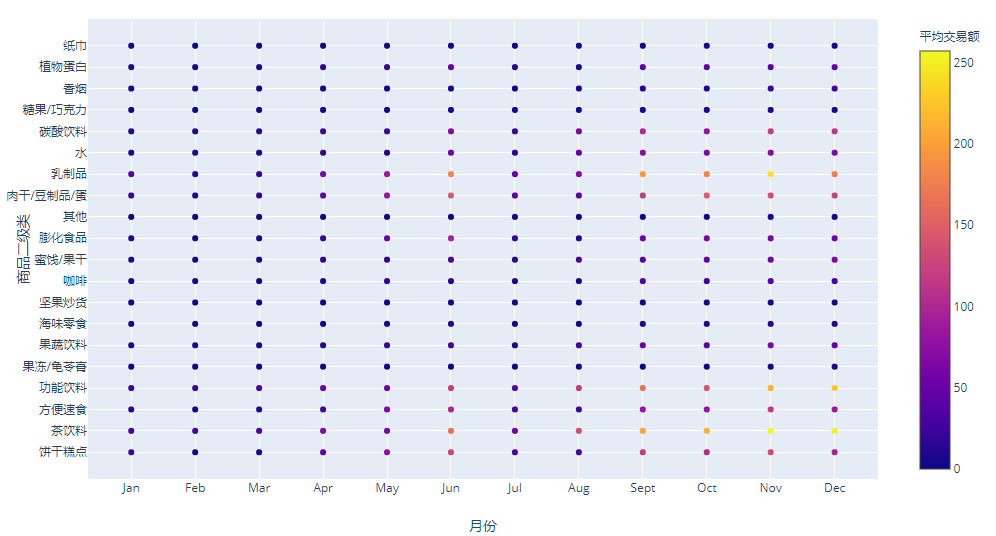 平均交易额
250
200
150
100
50
0
商品二级类
纸巾
植物蛋白
香烟
糖果/巧克力
碳酸饮料
水
乳制品
肉干/豆制品/蛋
其他
膨化食品
蜜饯/果干
咖啡
坚果炒货
海味零食
果蔬饮料
果冻/龟苓膏
功能饮料
方便速食
茶饮料
饼干糕点
Jan Feb Mar Apr May Jun Jul Aug Sept Oct Nov Dec
月份